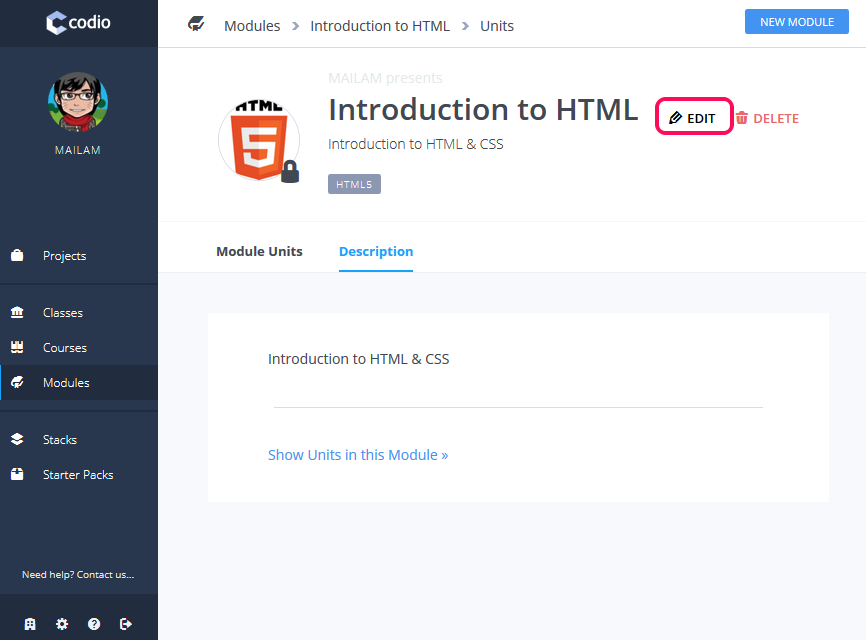 codio
MAILAM
Projects
Classes
Courses
Modules
Stacks
Starter Packs
Need help? Contact us...
Modules > Introduction to HTML > Units
NEW MODULE
MAILAM presents
Introduction to HTML
EDIT
DELETE
Introduction to HTML & CSS
HTML
5
HTML5
Module Units
Description
Introduction to HTML & CSS
Show Units in this Module »